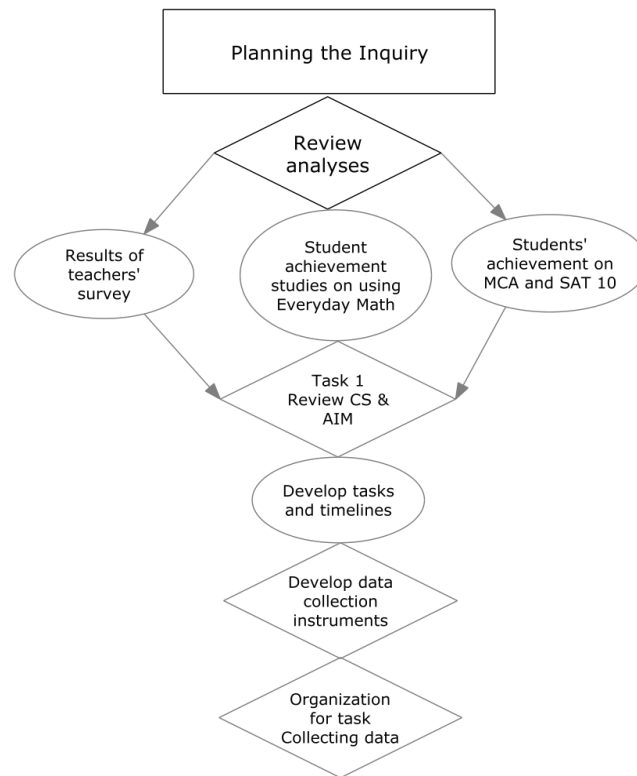 Planning the Inquiry
Review
analyses
Results of
teachers'
survey
Student
achievement
studies on using
Everyday Math
Students'
achievement on
MCA and SAT 10
Task 1
Review CS &
AIM
Develop tasks
and timelines
Develop data
collection
instruments
Organization
for task
Collecting data